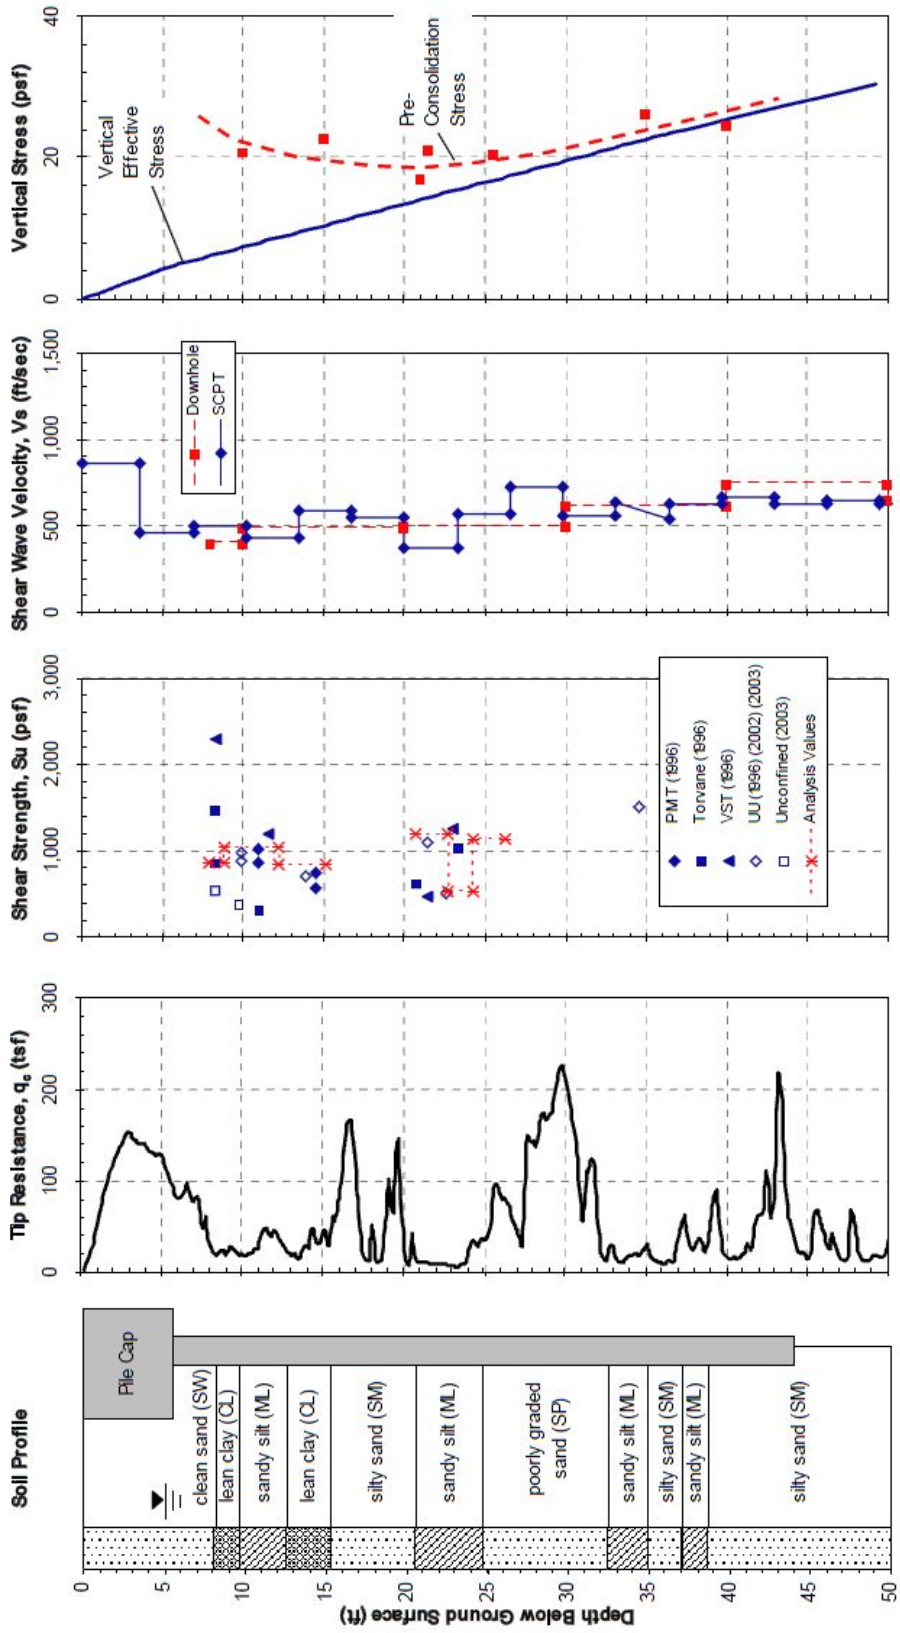 Soil Profile
Pile Cap
clean sand (SW)
lean clay (CL)
sandy silt (ML)
lean clay (CL)
silty sand (SM)
sandy silt (ML)
poorly graded
sand (SP)
sandy silt (ML)
silty sand (SM)
sandy silt (ML)
silty sand (SM)
0
5
10
15
20
25
30
35
40
45
50
Depth Below Ground Surface (ft)
Tip Resistance, qc (tsf)
0
100
200
300
Shear Strength, Su (psf)
0
1,000
2,000
3,000
PMT (1996)
Torvane (1996)
VST (1996)
UU (1996) (2002) (2003)
Unconfined (2003)
Analysis Values
Shear Wave Velocity, Vs (ft/sec)
0
500
1,000
1,500
Downhole
SCPT
Vertical Stress (psf)
0
20
40
Vertical
Effective
Stress
Pre-
Consolidation
Stress